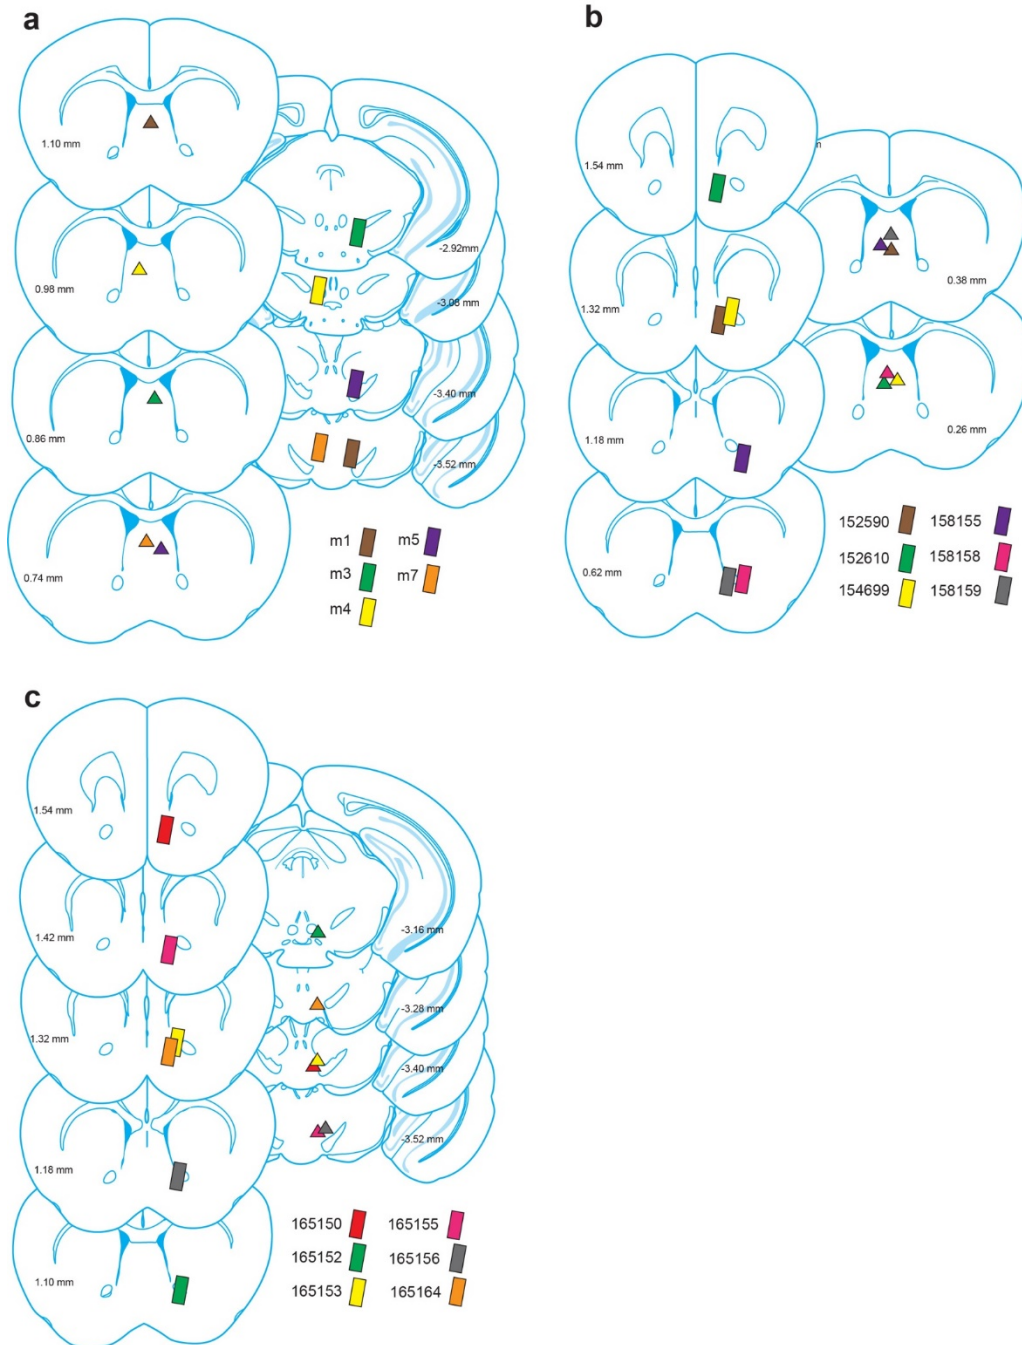 a
1.10 mm
-2.92mm
0.98 mm
-3.08 mm
0.86 mm
-3.40 mm
0.74 mm
-3.52 mm
m1 m5
m3 m7
m4
b
1.54 mm
1.32 mm
0.38 mm
1.18 mm
0.26 mm
0.62 mm
152590 158155
152610 158158
154699 158159
c
1.54 mm
-3.16 mm
1.42 mm
-3.28 mm
1.32 mm
-3.40 mm
1.18 mm
-3.52 mm
1.10 mm
165150 165155
165152 165156
165153 165164